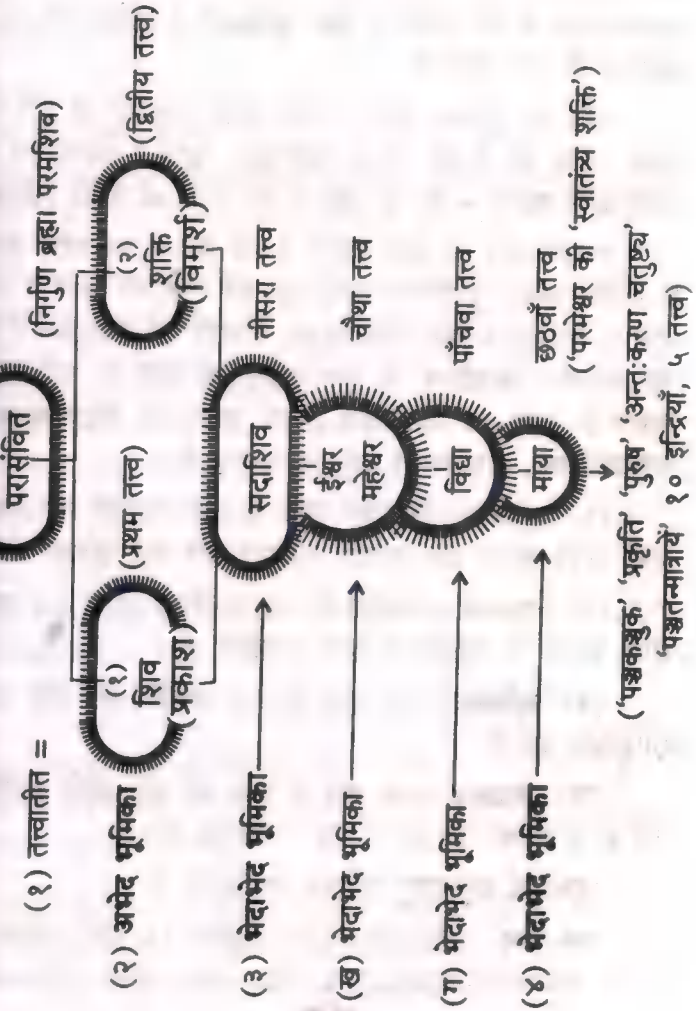 (१) तत्त्वातीत =
परासंवित
(निर्गुण ब्रह्म। परमशिव)
(२) अभेद भूमिका
(१)
शिव
(प्रकाश)
(प्रथम तत्त्व)
(२)
शक्ति
(विमर्श)
(द्वितीय तत्त्व)
(३) भेदाभेद भूमिका
सदाशिव
तीसरा तत्त्व
(ख) भेदाभेद भूमिका
ईश्वर
महेश्वर
चौथा तत्त्व
(ग) भेदाभेद भूमिका
विद्या
पाँचवा तत्त्व
(४) भेदाभेद भूमिका
माया
छठवाँ तत्त्व
('परमेश्वर की 'स्वातंत्र्य शक्ति')
('पञ्चकञ्चुक' 'प्रकृति' 'पुरुष' 'अन्त:करण चतुष्टय'
'पञ्चतन्मात्रायें' १० इन्द्रियाँ, ५ तत्त्व)